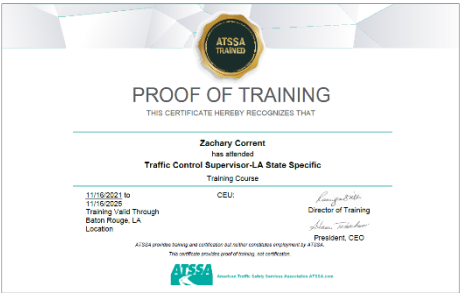 ATSSA
TRAINED
PROOF OF TRAINING
THIS CERTIFICATE HEREBY RECOGNIZES THAT
Zachary Corrent
has attended
Traffic Control Supervisor-LA State Specific
Training Course
11/16/2021 to
11/16/2025
Training Valid Through
Baton Rouge, LA
Location
CEU:
Director of Training
President, CEO
ATSSA provides training and certification but neither constitutes employment by ATSSA.
This certificate provides proof of training, not certification.
ATSSA
American Traffic Safety Services Association ATSSA.com